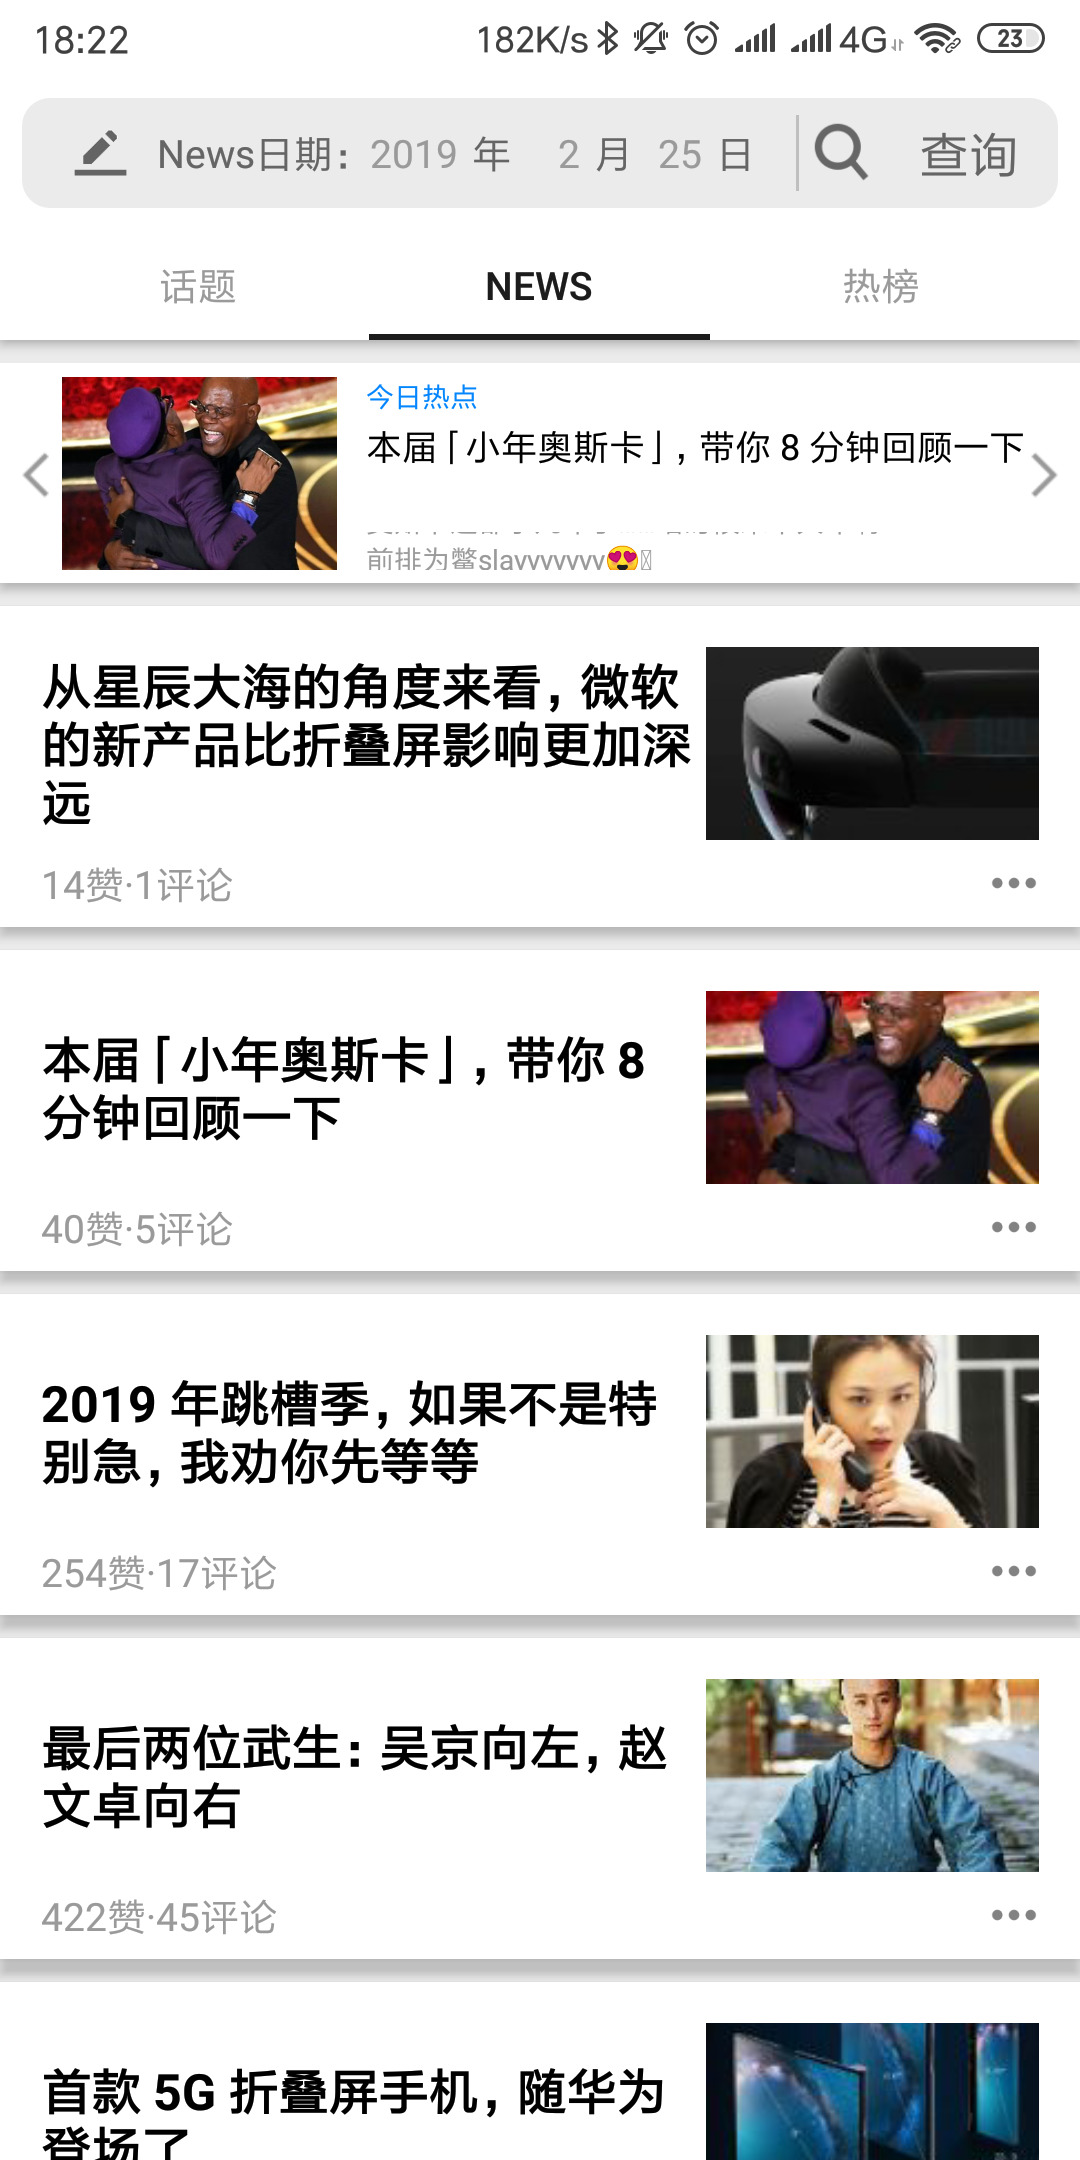 18:22 182K/s 4G 23
News日期：2019 年 2 月 25 日 查询
话题 NEWS 热榜
今日热点
本届「小年奥斯卡」，带你 8 分钟回顾一下
前排为鳖slavvvvvvv😍
从星辰大海的角度来看，微软
的新产品比折叠屏影响更加深
远
14赞·1评论
本届「小年奥斯卡」，带你 8
分钟回顾一下
40赞·5评论
2019 年跳槽季，如果不是特
别急，我劝你先等等
254赞·17评论
最后两位武生：吴京向左，赵
文卓向右
422赞·45评论
首款 5G 折叠屏手机，随华为
登场了